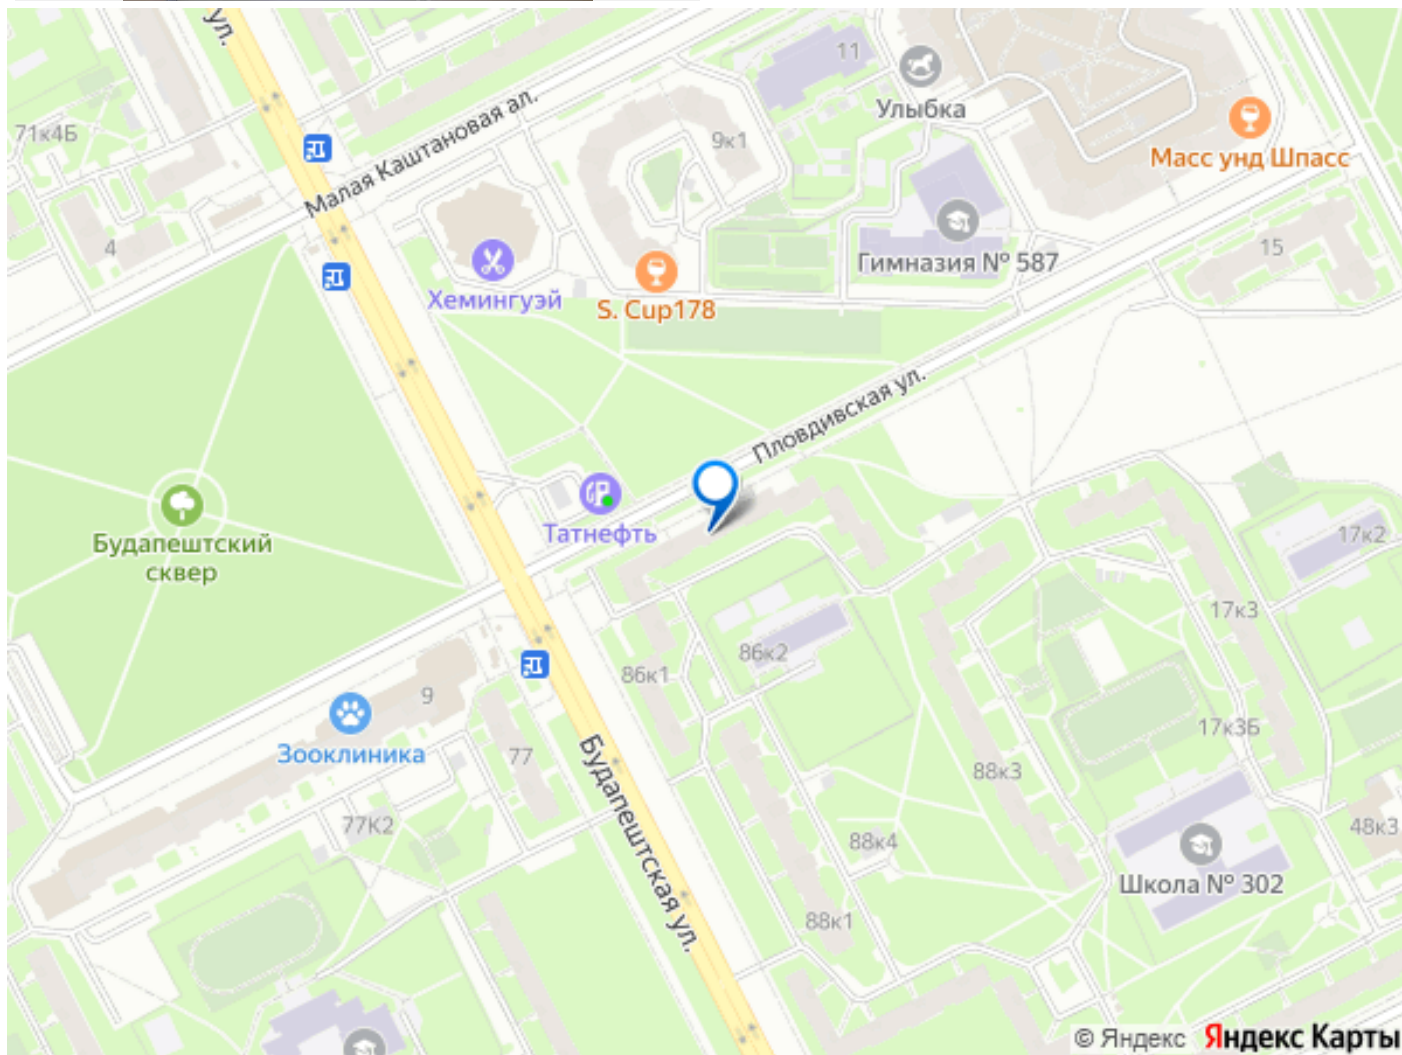 ул.
71к4Б
11
Улыбка
Малая Каштановая ал.
9к1
Масс унд Шпасс
4
Гимназия № 587
15
Хемингуэй
S. Cup178
Пловдивская ул.
Татнефть
Будапештский
сквер
17к2
17к3
86к1
86к2
9
Зооклиника
77
17к3Б
88к3
Будапештская ул.
77К2
88к4
48к3
Школа № 302
88к1
© Яндекс Яндекс Карты